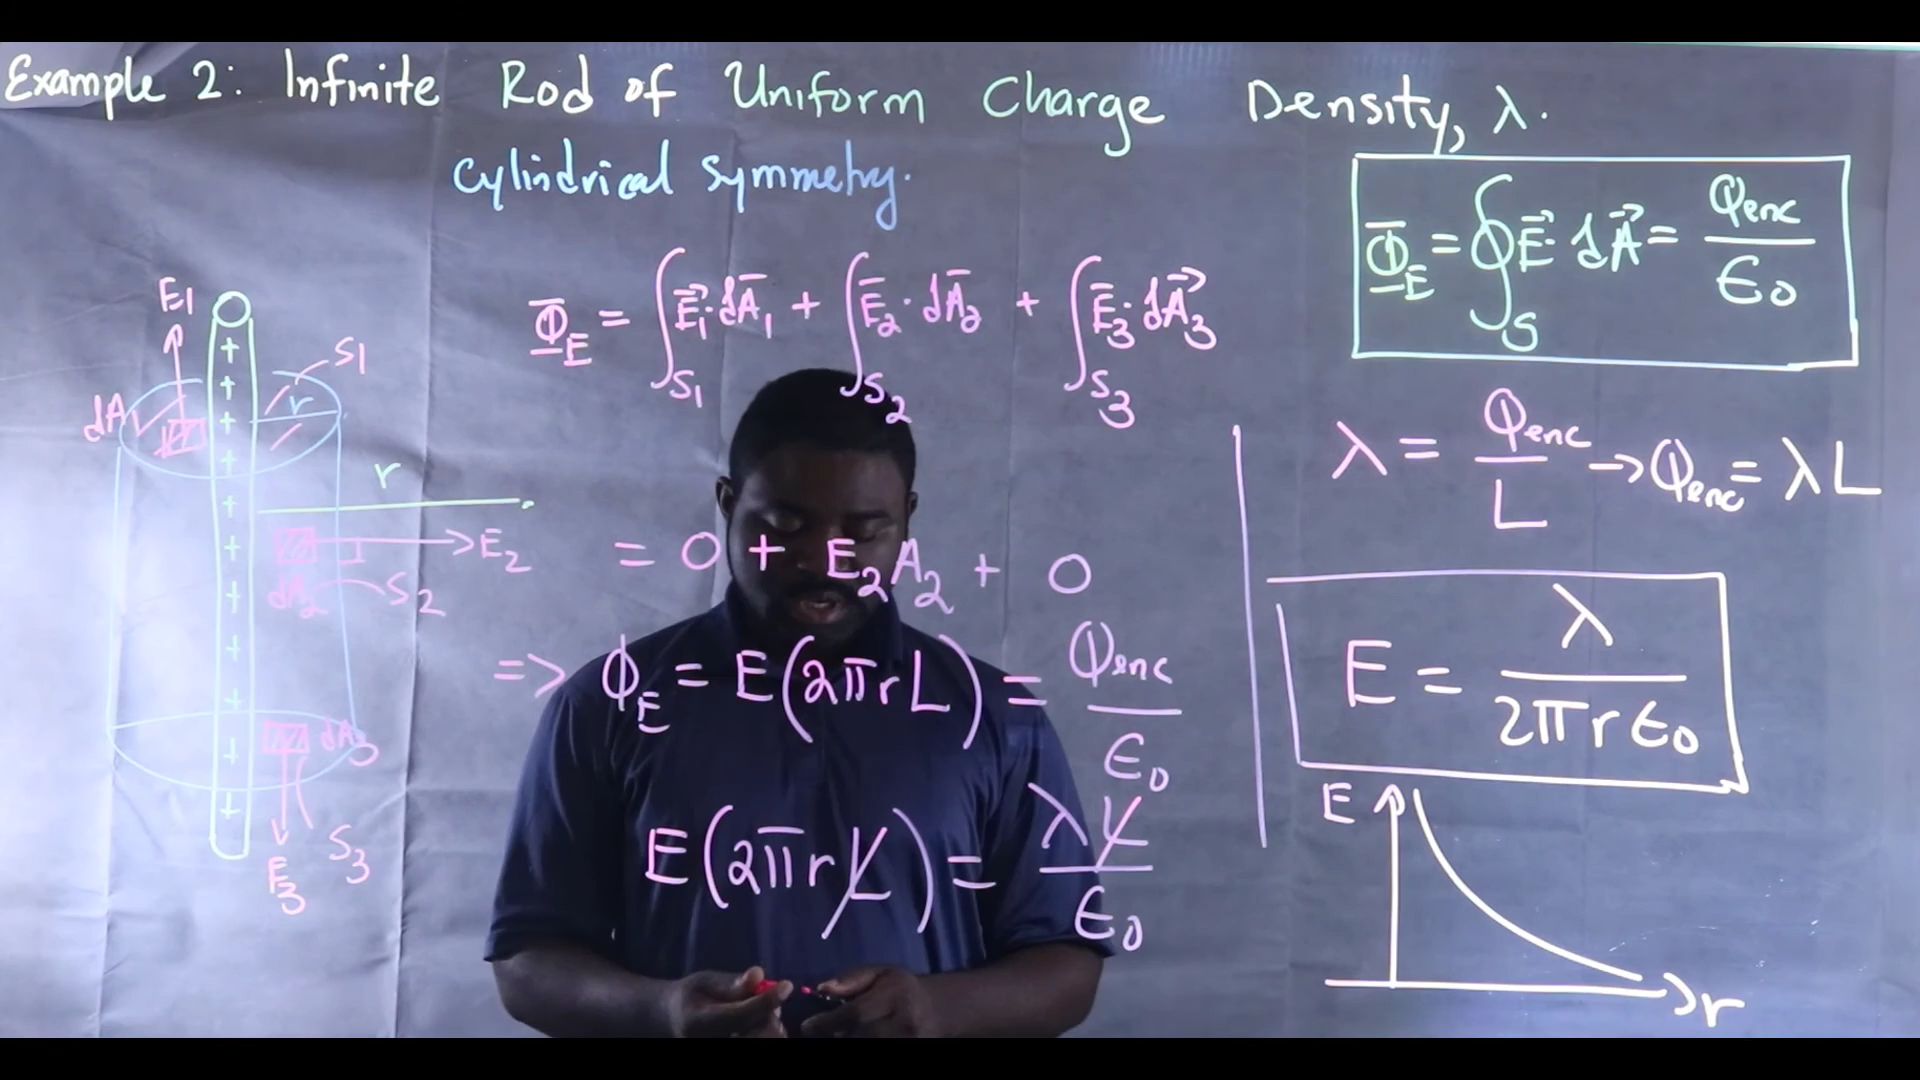 Example 2: Infinite Rod of Uniform Charge Density, λ.
cylindrical symmetry.
Φ_E = ∮_S E⃗ · dA⃗ = Q_enc / ε₀
Φ_E = ∫_S₁ E⃗₁ · dA̅₁ + ∫_S₂ E̅₂ · dA̅₂ + ∫_S₃ E̅₃ · dA⃗₃
= 0 + E₂A₂ + 0
=> ϕ_E = E(2πrL) = Q_enc / ε₀
E(2πrL) = λL / ε₀
λ = Q_enc / L → Q_enc = λL
E = λ / 2πrε₀
E
r
E₁
S₁
dA₁
r
r
E₂
dA₂
S₂
dA₃
E₃
S₃
+
+
+
+
+
+
+
+
+
+
+